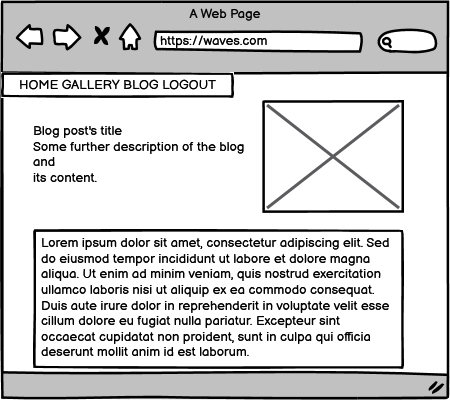 A Web Page
https://waves.com
HOME GALLERY BLOG LOGOUT
Blog post's title
Some further description of the blog
and
its content.
Lorem ipsum dolor sit amet, consectetur adipiscing elit. Sed
do eiusmod tempor incididunt ut labore et dolore magna
aliqua. Ut enim ad minim veniam, quis nostrud exercitation
ullamco laboris nisi ut aliquip ex ea commodo consequat.
Duis aute irure dolor in reprehenderit in voluptate velit esse
cillum dolore eu fugiat nulla pariatur. Excepteur sint
occaecat cupidatat non proident, sunt in culpa qui officia
deserunt mollit anim id est laborum.